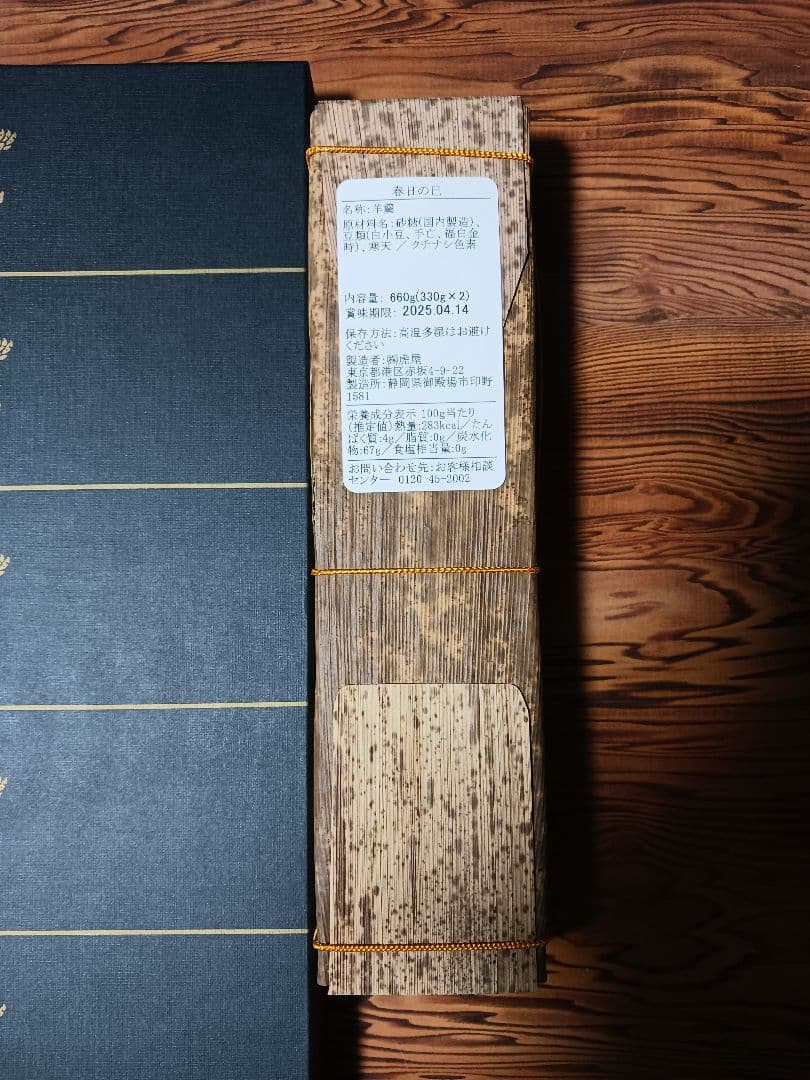 春日の巳
名称:羊羹
原材料名:砂糖(国内製造)、
豆類(白小豆、手亡、福白金
時)、寒天／クチナシ色素
内容量: 660g(330g×2)
賞味期限: 2025.04.14
保存方法:高温多湿はお避け
ください
製造者:㈱虎屋
東京都港区赤坂4-9-22
製造所:静岡県御殿場市印野
1581
栄養成分表示 100g当たり
(推定値)熱量:283kcal／たん
ぱく質:4g／脂質:0g／炭水化
物:67g／食塩相当量:0g
お問い合わせ先:お客様相談
センター 0120-45-2002